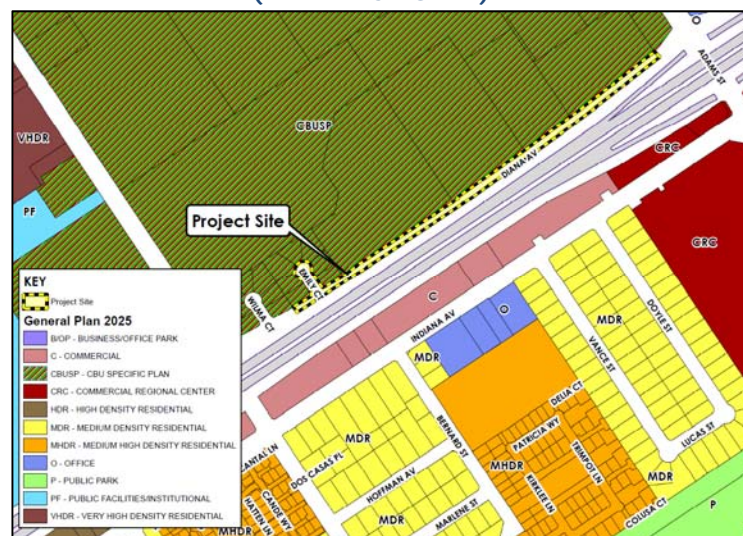 O
ADAMS ST
CBUSP
VHDR
CRC
DIANA AV
PF
CRC
Project Site
EMILY CT
WILMA CT
C
O
INDIANA AV
MDR
DOYLE ST
MDR
VANCE ST
DELIA CT
BERNARD ST
PATRICIA WY
LUCAS ST
MDR
DOS CASAS PL
MHDR
TRIMPOT LN
MDR
HOFFMAN AV
KIRKLEE LN
P
CANDE WY
HATTEN LN
MDR
MARLENE ST
COLUSA CT
MHDR
KEY
Project Site
General Plan 2025
B/OP - BUSINESS/OFFICE PARK
C - COMMERCIAL
CBUSP - CBU SPECIFIC PLAN
CRC - COMMERCIAL REGIONAL CENTER
HDR - HIGH DENSITY RESIDENTIAL
MDR - MEDIUM DENSITY RESIDENTIAL
MHDR - MEDIUM HIGH DENSITY RESIDENTIAL
O - OFFICE
P - PUBLIC PARK
PF - PUBLIC FACILITIES/INSTITUTIONAL
VHDR - VERY HIGH DENSITY RESIDENTIAL